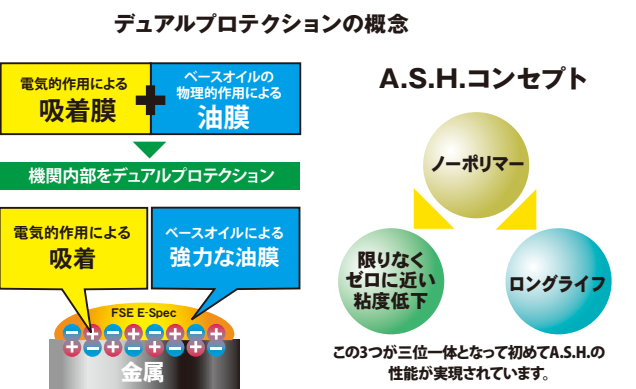 デュアルプロテクションの概念
電気的作用による
吸着膜
ベースオイルの
物理的作用による
油膜
機関内部をデュアルプロテクション
電気的作用による
吸着
ベースオイルによる
強力な油膜
FSE E-Spec
金属
A.S.H.コンセプト
ノーポリマー
限りなく
ゼロに近い
粘度低下
ロングライフ
この3つが三位一体となって初めてA.S.H.の
性能が実現されています。